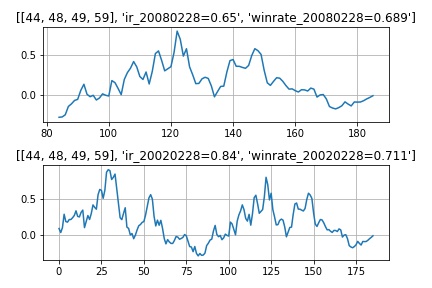 [[44, 48, 49, 59], 'ir_20080228=0.65', 'winrate_20080228=0.689']
0.5
0.0
80 100 120 140 160 180
[[44, 48, 49, 59], 'ir_20020228=0.84', 'winrate_20020228=0.711']
0.5
0.0
0 25 50 75 100 125 150 175